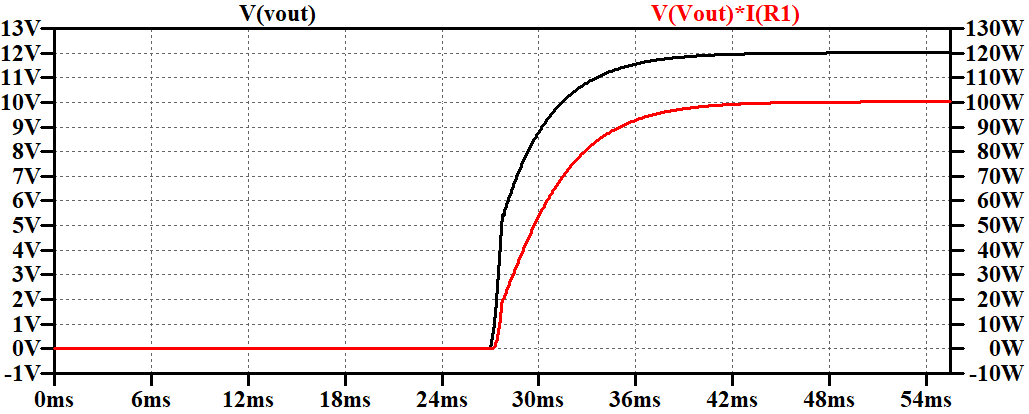 V(vout) V(Vout)*I(R1)
13V 130W
12V 120W
11V 110W
10V 100W
9V 90W
8V 80W
7V 70W
6V 60W
5V 50W
4V 40W
3V 30W
2V 20W
1V 10W
0V 0W
-1V -10W
0ms 6ms 12ms 18ms 24ms 30ms 36ms 42ms 48ms 54ms